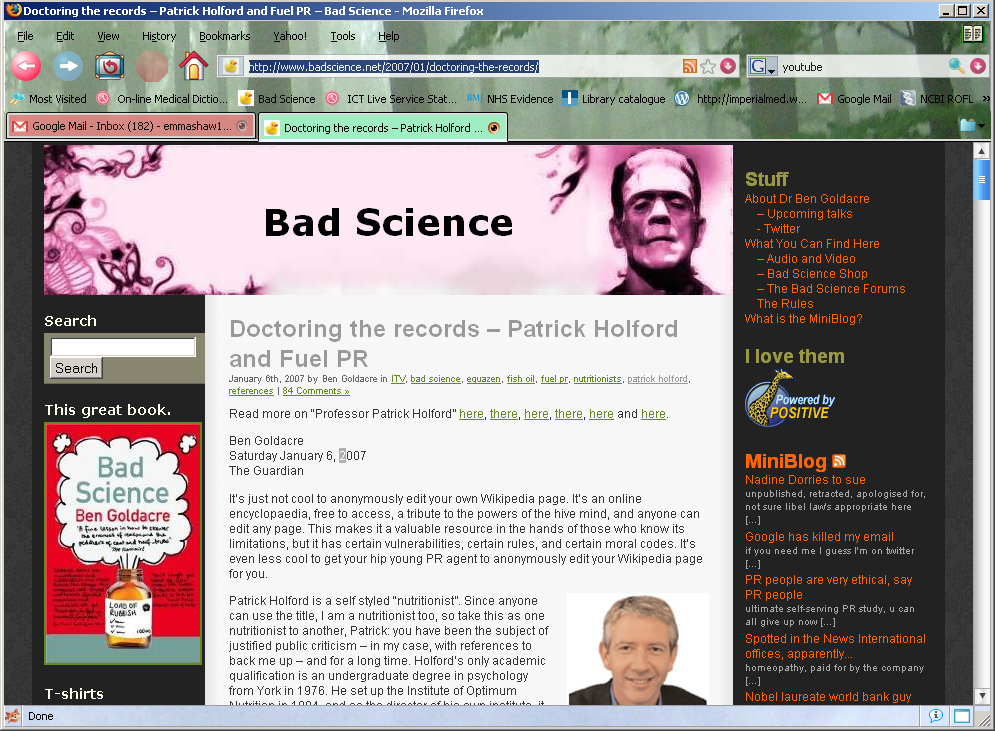 Doctoring the records – Patrick Holford and Fuel PR – Bad Science - Mozilla Firefox
File Edit View History Bookmarks Yahoo! Tools Help
http://www.badscience.net/2007/01/doctoring-the-records/
G youtube
Most Visited On-line Medical Dictio... Bad Science ICT Live Service Stat... BMJ NHS Evidence Library catalogue http://imperialmed.w... Google Mail NCBI ROFL »
Google Mail - Inbox (182) - emmashaw1...
Doctoring the records – Patrick Holford ...
Bad Science
Search
Search
This great book.
Bad
Science
Ben Goldacre
LOAD OF
RUBBISH
T-shirts
Doctoring the records – Patrick Holford
and Fuel PR
January 6th, 2007 by Ben Goldacre in ITV, bad science, equazen, fish oil, fuel pr, nutritionists, patrick holford,
references | 84 Comments »
Read more on "Professor Patrick Holford" here, there, here, there, here and here.
Ben Goldacre
Saturday January 6, 2007
The Guardian
It's just not cool to anonymously edit your own Wikipedia page. It's an online
encyclopaedia, free to access, a tribute to the powers of the hive mind, and anyone can
edit any page. This makes it a valuable resource in the hands of those who know its
limitations, but it has certain vulnerabilities, certain rules, and certain moral codes. It's
even less cool to get your hip young PR agent to anonymously edit your Wikipedia page
for you.
Patrick Holford is a self styled "nutritionist". Since anyone
can use the title, I am a nutritionist too, so take this as one
nutritionist to another, Patrick: you have been the subject of
justified public criticism – in my case, with references to
back me up – and for a long time. Holford's only academic
qualification is an undergraduate degree in psychology
from York in 1976. He set up the Institute of Optimum
Nutrition in 1984, and as the director of his own institute, it
Stuff
About Dr Ben Goldacre
– Upcoming talks
- Twitter
What You Can Find Here
– Audio and Video
– Bad Science Shop
– The Bad Science Forums
The Rules
What is the MiniBlog?
I love them
Powered by
POSITIVE
MiniBlog
Nadine Dorries to sue
unpublished, retracted, apologised for,
not sure libel laws appropriate here
[...]
Google has killed my email
if you need me I guess I'm on twitter
[...]
PR people are very ethical, say
PR people
ultimate self-serving PR study, u can
all give up now [...]
Spotted in the News International
offices, apparently...
homeopathy, paid for by the company
[...]
Nobel laureate world bank guy
Done